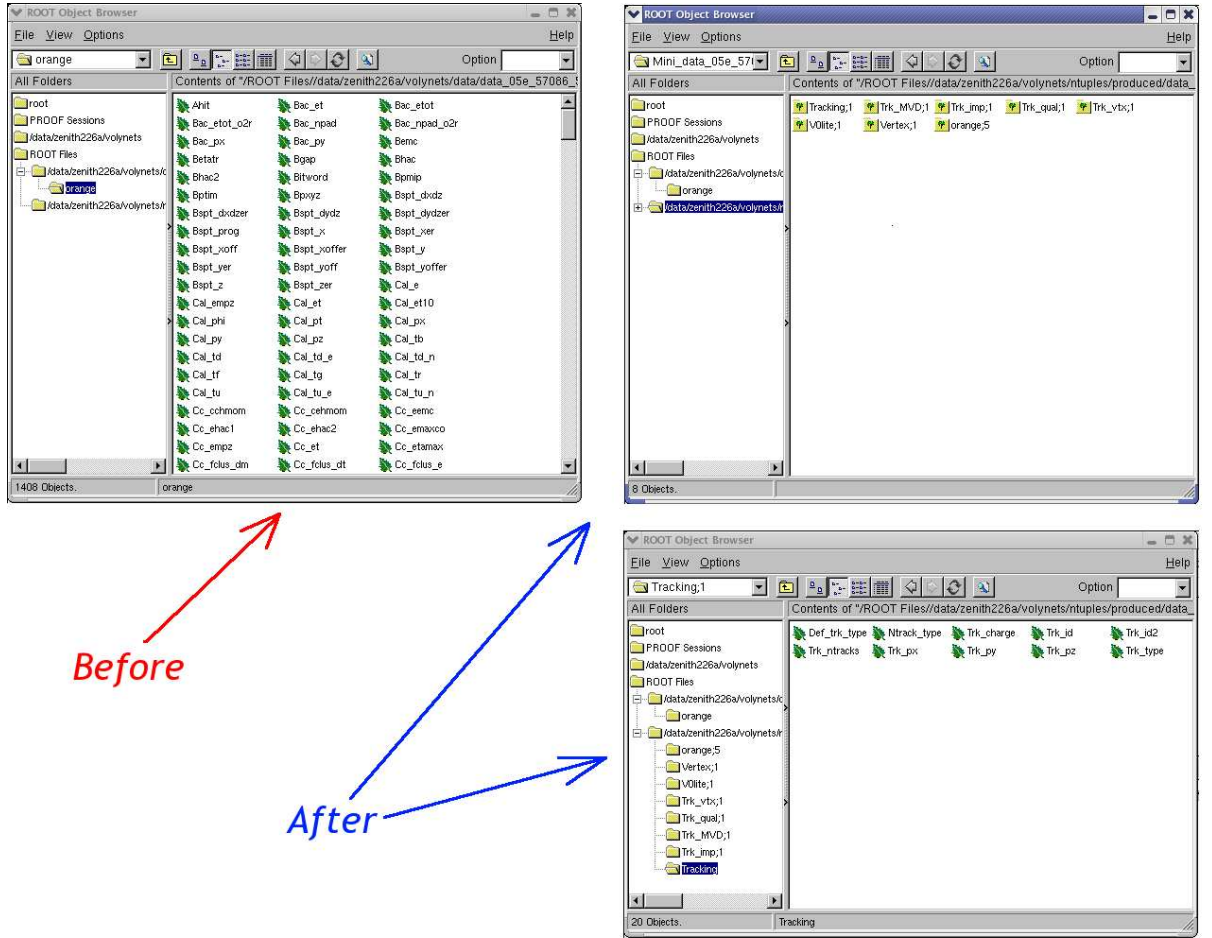 ROOT Object Browser
File View Options Help
orange Option
All Folders Contents of "/ROOT Files//data/zenith226a/volynets/data/data_05e_57086_
root
PROOF Sessions
/data/zenith226a/volynets
ROOT Files
/data/zenith226a/volynets/
orange
/data/zenith226a/volynets/
Ahit Bac_et Bac_etot
Bac_etot_o2r Bac_npad Bac_npad_o2r
Bac_px Bac_py Bemc
Betatr Bgap Bhac
Bhac2 Bitword Bpmip
Bptim Bpxyz Bspt_dxdz
Bspt_dxdzer Bspt_dydz Bspt_dydzer
Bspt_prog Bspt_x Bspt_xer
Bspt_xoff Bspt_xoffer Bspt_y
Bspt_yer Bspt_yoff Bspt_yoffer
Bspt_z Bspt_zer Cal_e
Cal_empz Cal_et Cal_et10
Cal_phi Cal_pt Cal_px
Cal_py Cal_pz Cal_tb
Cal_td Cal_td_e Cal_td_n
Cal_tf Cal_tg Cal_tr
Cal_tu Cal_tu_e Cal_tu_n
Cc_cchmom Cc_cehmom Cc_eemc
Cc_ehac1 Cc_ehac2 Cc_emaxco
Cc_empz Cc_et Cc_etamax
Cc_fclus_dm Cc_fclus_dt Cc_fclus_e
1408 Objects. orange
ROOT Object Browser
File View Options Help
Mini_data_05e_57 Option
All Folders Contents of "/ROOT Files//data/zenith226a/volynets/ntuples/produced/data_
root
PROOF Sessions
/data/zenith226a/volynets
ROOT Files
/data/zenith226a/volynets/
orange
/data/zenith226a/volynets/
Tracking;1 Trk_MVD;1 Trk_imp;1 Trk_qual;1 Trk_vtx;1
V0lite;1 Vertex;1 orange;5
8 Objects.
ROOT Object Browser
File View Options Help
Tracking;1 Option
All Folders Contents of "/ROOT Files//data/zenith226a/volynets/ntuples/produced/data_
root
PROOF Sessions
/data/zenith226a/volynets
ROOT Files
/data/zenith226a/volynets/
orange
/data/zenith226a/volynets/
orange;5
Vertex;1
V0lite;1
Trk_vtx;1
Trk_qual;1
Trk_MVD;1
Trk_imp;1
Tracking
Def_trk_type Ntrack_type Trk_charge Trk_id Trk_id2
Trk_ntracks Trk_px Trk_py Trk_pz Trk_type
20 Objects. Tracking
Before
After